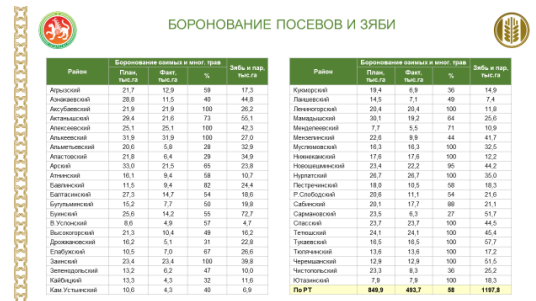 БОРОНОВАНИЕ ПОСЕВОВ И ЗЯБИ
Район Боронование озимых и мног. трав Зябь и пар, тыс.га
План, тыс.га Факт, тыс.га %
Агрызский 21,7 12,9 59 17,3
Азнакаевский 28,8 11,5 40 44,8
Аксубаевский 21,9 21,9 100 26,2
Актанышский 29,4 21,6 73 55,1
Алексеевский 25,1 25,1 100 42,3
Алькеевский 31,9 31,9 100 27,0
Альметьевский 20,6 5,8 28 32,9
Апастовский 21,8 6,4 29 34,9
Арский 33,0 21,5 65 23,8
Атнинский 16,1 9,4 58 10,7
Бавлинский 11,5 9,4 82 24,4
Балтасинский 27,3 14,7 54 18,6
Бугульминский 15,2 7,7 50 19,8
Буинский 25,6 14,2 55 72,7
В.Услонский 8,6 4,9 57 4,7
Высокогорский 21,3 10,4 49 16,2
Дрожжановский 16,2 5,1 31 22,8
Елабужский 10,5 7,0 67 26,6
Заинский 23,4 23,4 100 39,8
Зеленодольский 13,2 6,2 47 10,0
Кайбицкий 13,3 4,3 32 11,6
Кам.Устьинский 10,6 4,3 40 6,9
Район Боронование озимых и мног. трав Зябь и пар, тыс.га
План, тыс.га Факт, тыс.га %
Кукморский 19,4 6,9 36 14,9
Лаишевский 14,5 7,1 49 7,4
Лениногорский 20,4 20,4 100 11,8
Мамадышский 30,1 19,2 64 25,6
Менделеевский 7,7 5,5 71 10,9
Мензелинский 22,6 9,9 44 41,7
Муслюмовский 16,3 16,3 100 32,5
Нижнекамский 17,6 17,6 100 12,2
Новошешминский 23,4 22,2 95 44,2
Нурлатский 26,7 26,7 100 35,0
Пестречинский 18,0 10,5 58 18,3
Р.Слободский 20,6 11,1 54 21,6
Сабинский 20,1 17,7 88 21,1
Сармановский 23,5 6,3 27 51,7
Спасский 23,7 23,7 100 44,5
Тетюшский 24,1 24,1 100 45,4
Тукаевский 16,5 16,5 100 57,7
Тюлячинский 13,6 13,6 100 17,2
Черемшанский 12,9 12,9 100 51,5
Чистопольский 23,3 8,3 36 25,2
Ютазинский 7,9 7,9 100 18,3
По РТ 849,9 493,7 58 1197,8